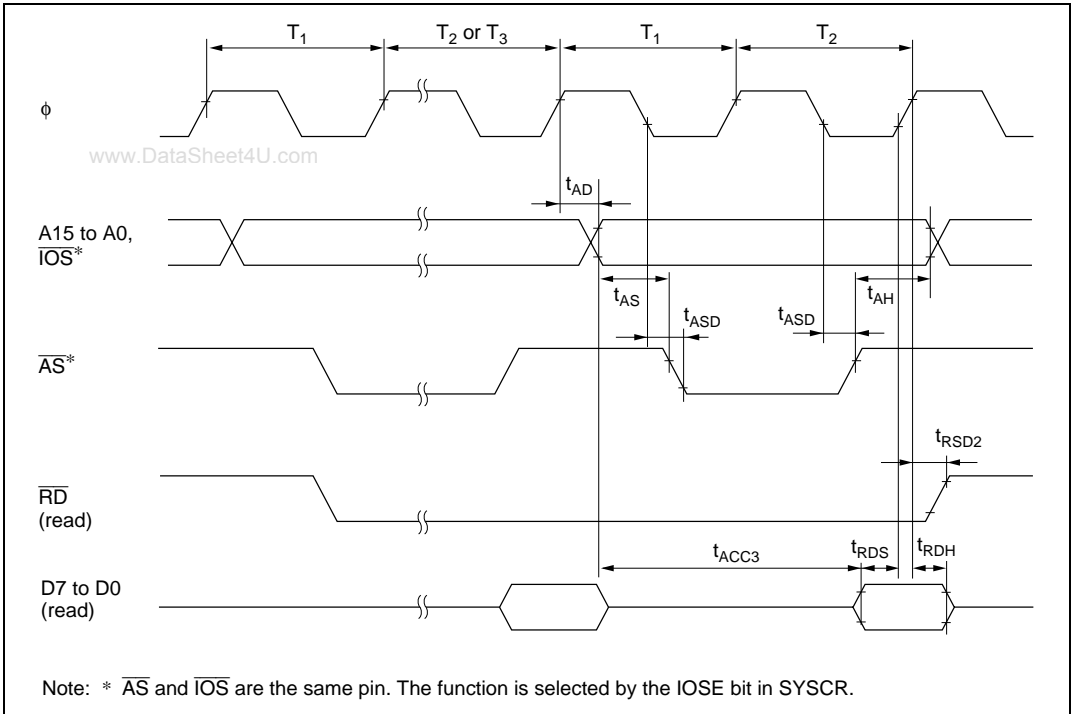 T1 T2 or T3 T1 T2
φ
www.DataSheet4U.com
tAD
A15 to A0,
IOS*
tAS tAH
tASD tASD
AS*
tRSD2
RD
(read)
tACC3 tRDS tRDH
D7 to D0
(read)
Note: * AS and IOS are the same pin. The function is selected by the IOSE bit in SYSCR.